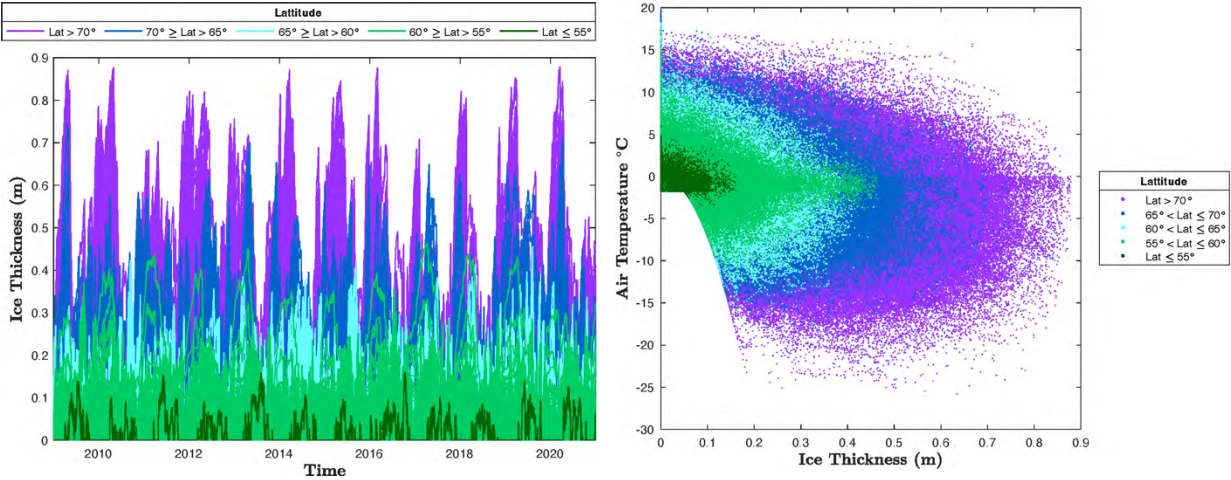 Lattitude
Lat > 70° 70° ≥ Lat > 65° 65° ≥ Lat > 60° 60° ≥ Lat > 55° Lat ≤ 55°
0.9
0.8
0.7
0.6
0.5
0.4
0.3
0.2
0.1
0
Ice Thickness (m)
2010 2012 2014 2016 2018 2020
Time
20
15
10
5
0
-5
-10
-15
-20
-25
-30
Air Temperature °C
0 0.1 0.2 0.3 0.4 0.5 0.6 0.7 0.8 0.9
Ice Thickness (m)
Lattitude
Lat > 70°
65° < Lat ≤ 70°
60° < Lat ≤ 65°
55° < Lat ≤ 60°
Lat ≤ 55°